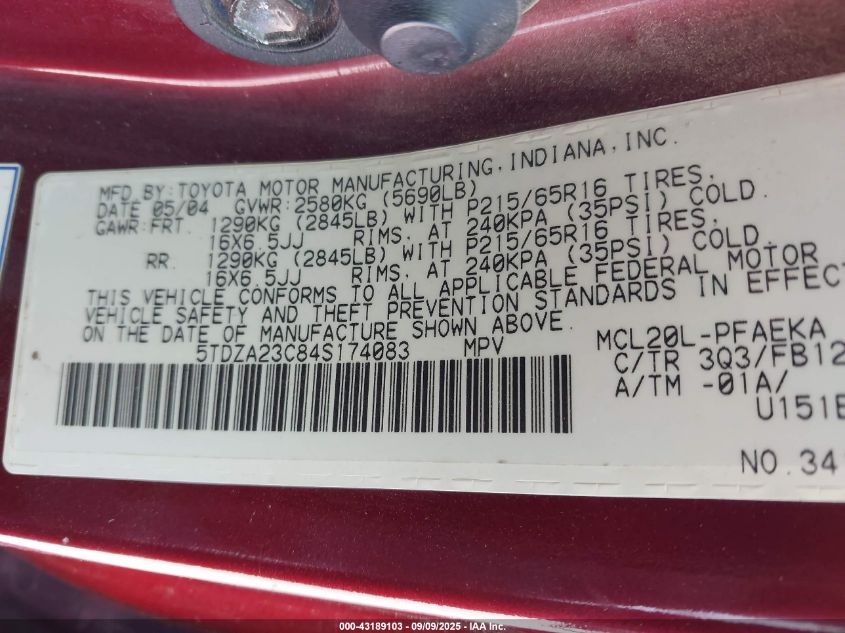 MFD.BY:TOYOTA MOTOR MANUFACTURING,INDIANA,INC.
DATE 05/04 GVWR:2580KG (5690LB)
GAWR:FRT. 1290KG (2845LB) WITH P215/65R16 TIRES,
16X6.5JJ RIMS, AT 240KPA (35PSI) COLD.
RR. 1290KG (2845LB) WITH P215/65R16 TIRES,
16X6.5JJ RIMS, AT 240KPA (35PSI) COLD.
THIS VEHICLE CONFORMS TO ALL APPLICABLE FEDERAL MOTOR
VEHICLE SAFETY AND THEFT PREVENTION STANDARDS IN EFFECT
ON THE DATE OF MANUFACTURE SHOWN ABOVE.
5TDZA23C84S174083 MPV
MCL20L-PFAEKA
C/TR 3Q3/FB12
A/TM -01A/
U151E
NO.34
000-43189103 - 09/09/2025 - IAA Inc.